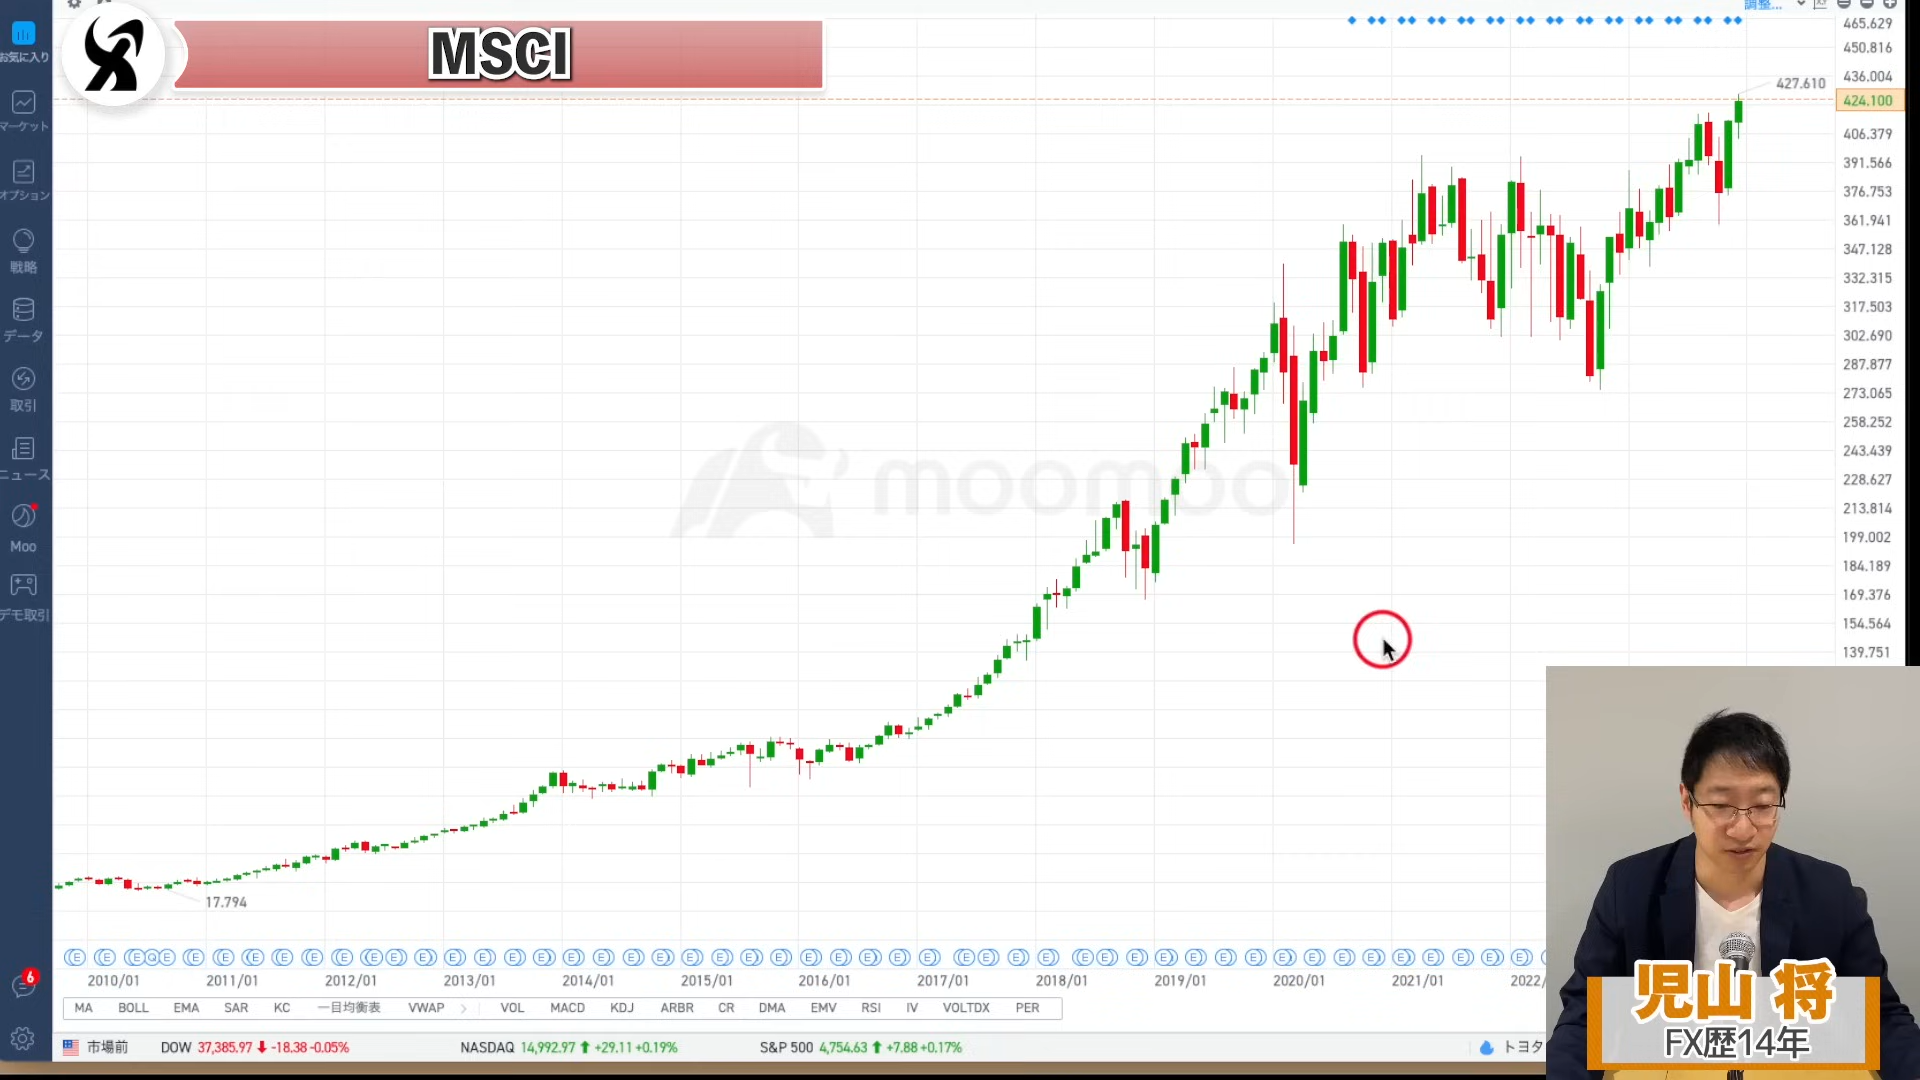 MSCI
調整...
お気に入り
マーケット
オプション
戦略
データ
取引
ニュース
Moo
デモ取引
6
moomoo
427.610
17.794
465.629
450.816
436.004
424.100
406.379
391.566
376.753
361.941
347.128
332.315
317.503
302.690
287.877
273.065
258.252
243.439
228.627
213.814
199.002
184.189
169.376
154.564
139.751
2010/01 2011/01 2012/01 2013/01 2014/01 2015/01 2016/01 2017/01 2018/01 2019/01 2020/01 2021/01 2022/
MA BOLL EMA SAR KC 一目均衡表 VWAP > VOL MACD KDJ ARBR CR DMA EMV RSI IV VOLTDX PER
市場前 DOW 37,385.97 -18.38 -0.05% NASDAQ 14,992.97 +29.11 +0.19% S&P 500 4,754.63 +7.88 +0.17% トヨタ
児山 将
FX歴14年